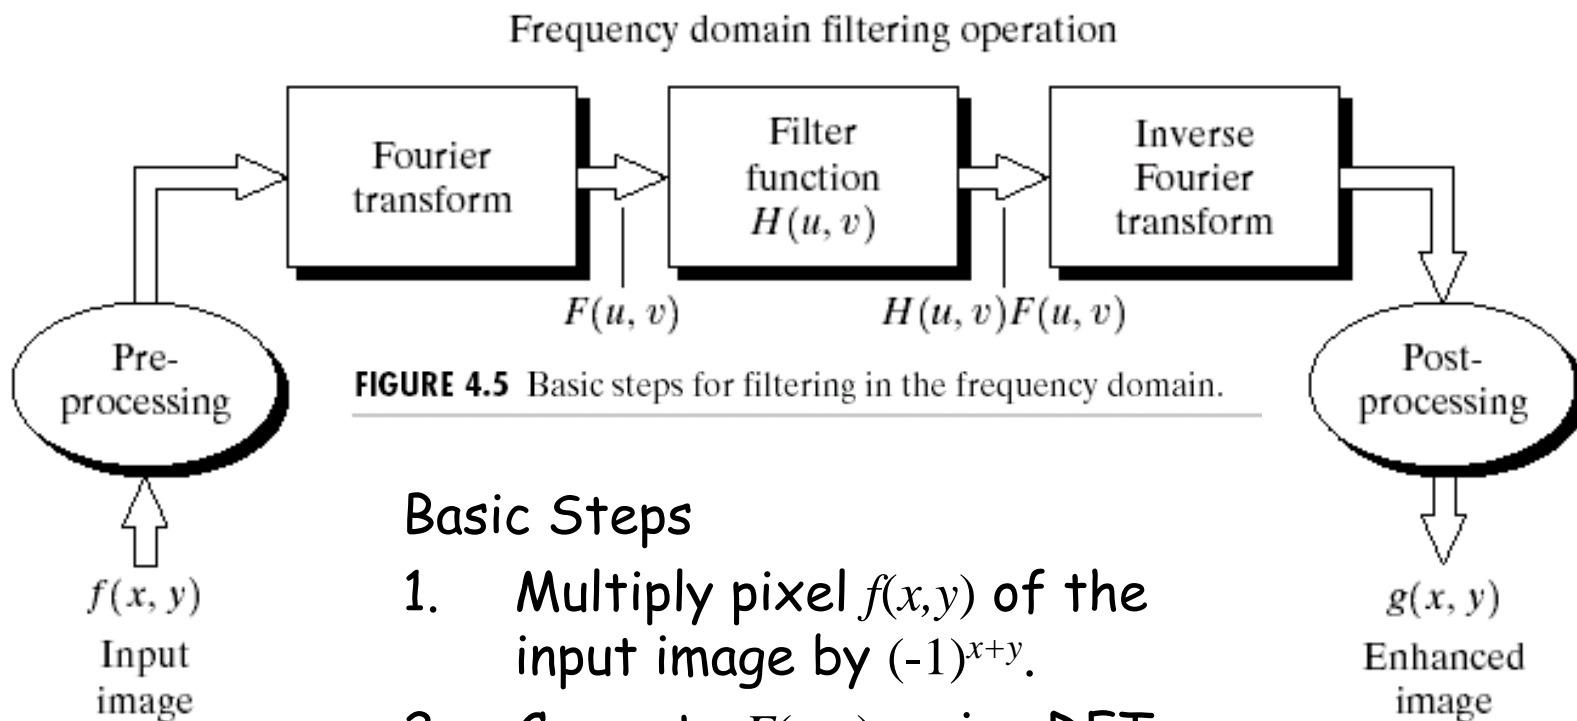 Frequency domain filtering operation
Fourier
transform
Filter
function
H(u, v)
Inverse
Fourier
transform
F(u, v)
H(u, v)F(u, v)
Pre-
processing
FIGURE 4.5 Basic steps for filtering in the frequency domain.
Post-
processing
f(x, y)
Input
image
Basic Steps
1. Multiply pixel f(x,y) of the
input image by (-1)^{x+y}.
g(x, y)
Enhanced
image